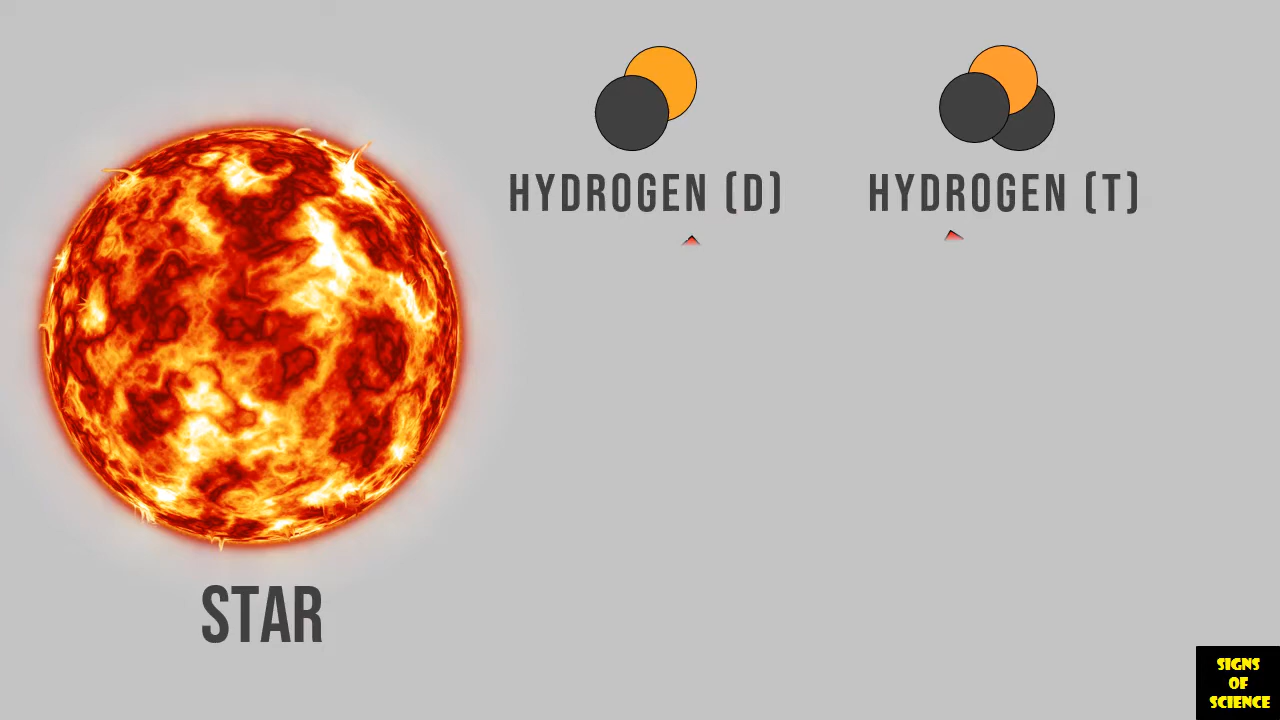 HYDROGEN (D)
HYDROGEN (T)
STAR
SIGNS
OF
SCIENCE